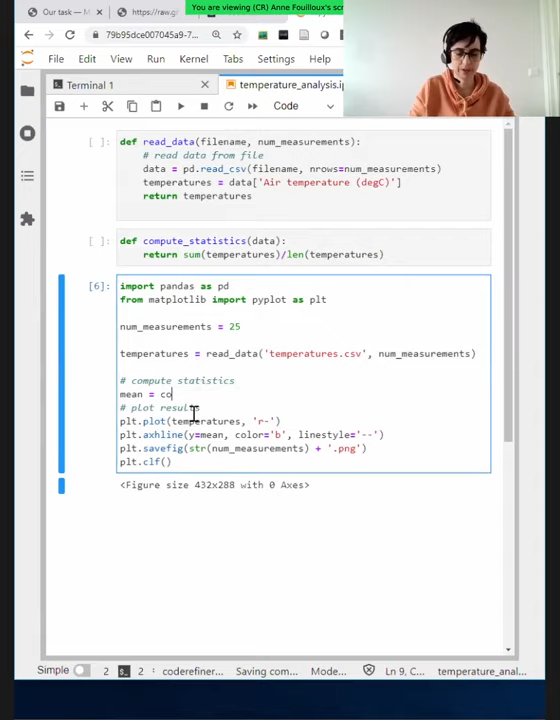 You are viewing (CR) Anne Fouilloux's scr
Our task — M
https://raw.gi
79b95dce007045a9-7...
File Edit View Run Kernel Tabs Settings Help
Terminal 1
temperature_analysis.ip
Code
[ ]:
def read_data(filename, num_measurements):
# read data from file
data = pd.read_csv(filename, nrows=num_measurements)
temperatures = data['Air temperature (degC)']
return temperatures
[ ]:
def compute_statistics(data):
return sum(temperatures)/len(temperatures)
[6]:
import pandas as pd
from matplotlib import pyplot as plt
num_measurements = 25
temperatures = read_data('temperatures.csv', num_measurements)
# compute statistics
mean = co
# plot results
plt.plot(temperatures, 'r-')
plt.axhline(y=mean, color='b', linestyle='--')
plt.savefig(str(num_measurements) + '.png')
plt.clf()
<Figure size 432x288 with 0 Axes>
Simple 2 2 coderefiner... Saving com... Mode... Ln 9, C... temperature_anal...